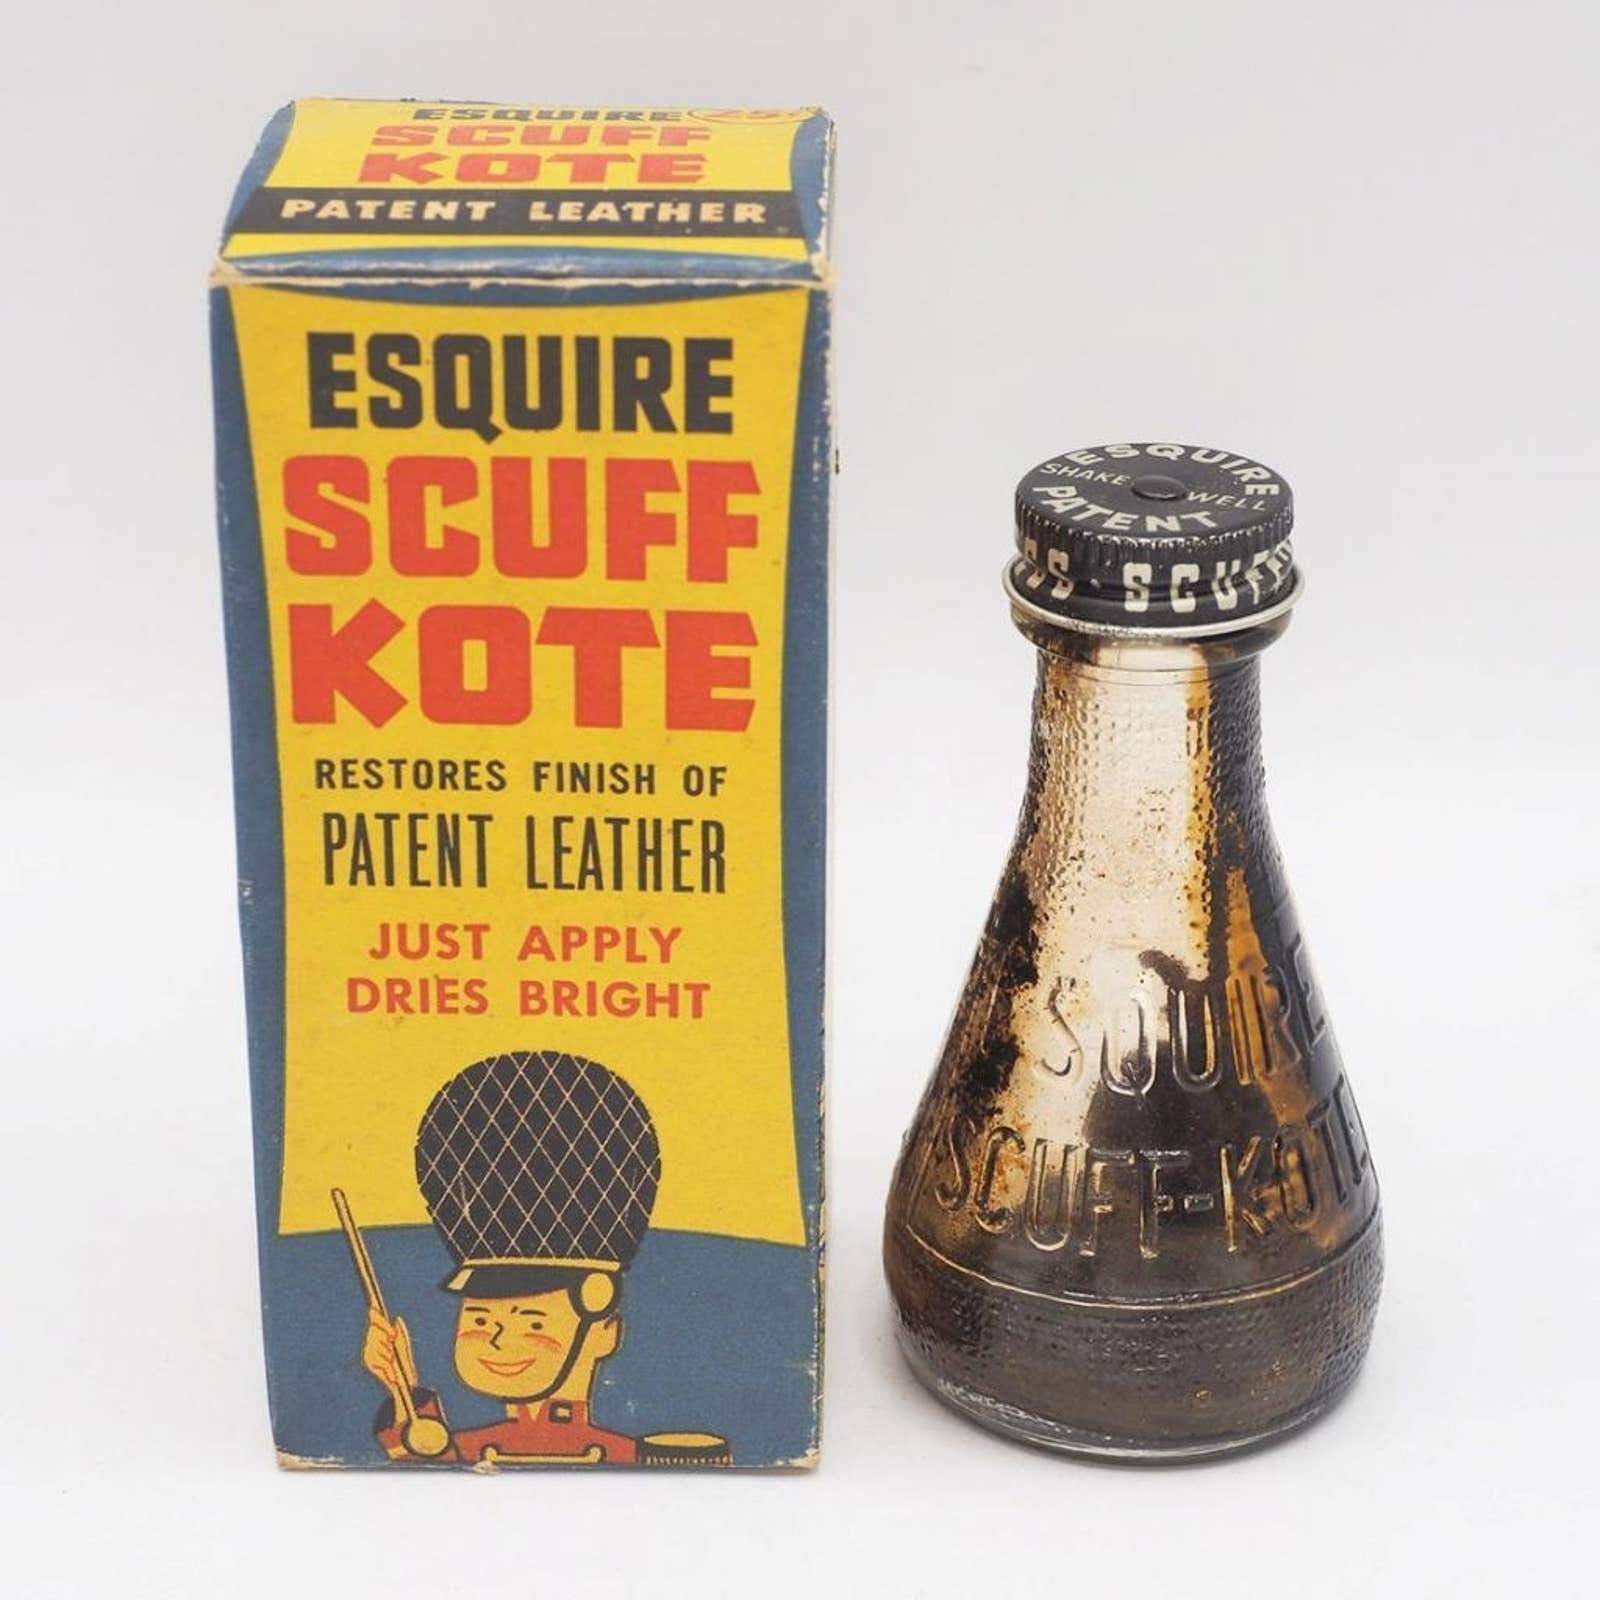 ESQUIRE 25¢
SCUFF
KOTE
PATENT LEATHER
ESQUIRE
SCUFF
KOTE
RESTORES FINISH OF
PATENT LEATHER
JUST APPLY
DRIES BRIGHT
ESQUIRE
SHAKE WELL
PATENT
SCUFF
SQUIRE
SCUFF-KOTE